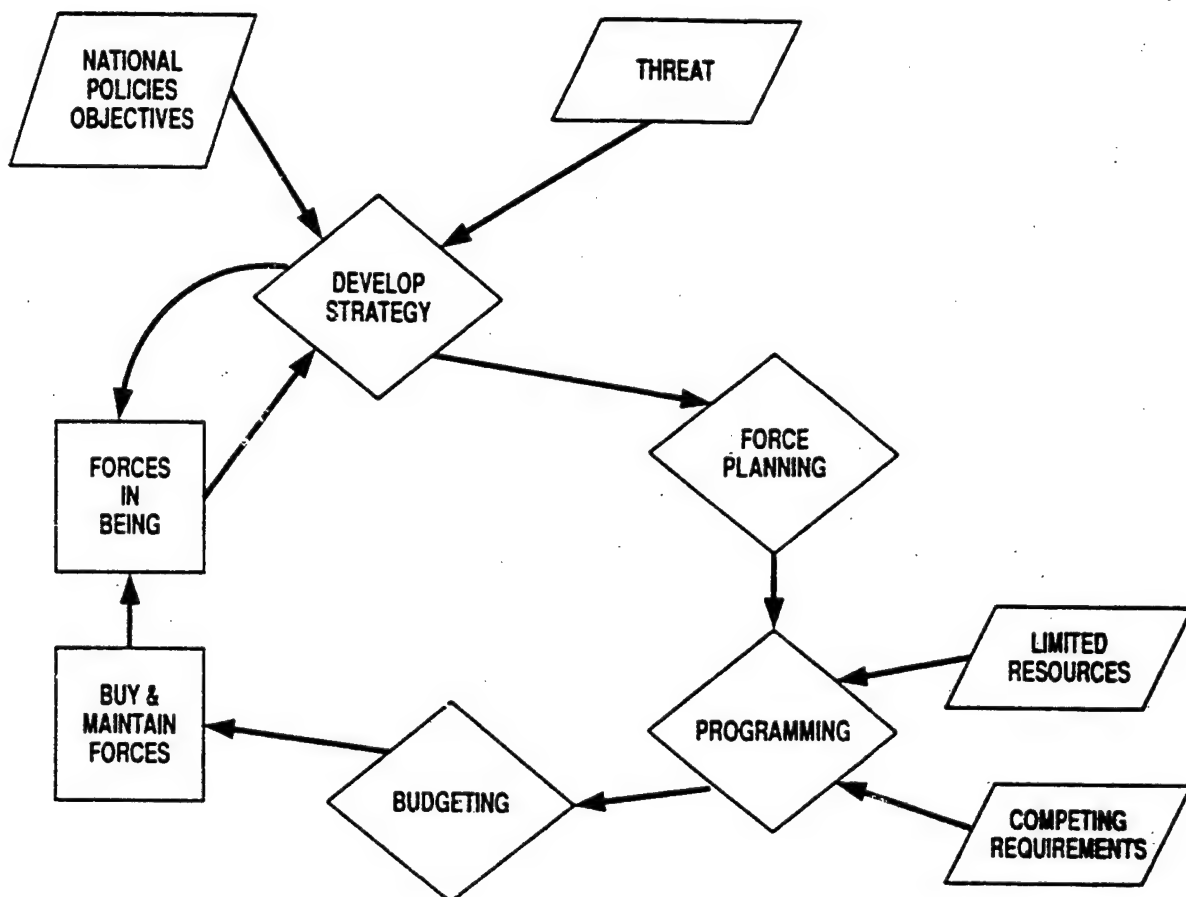 NATIONAL
POLICIES
OBJECTIVES
THREAT
DEVELOP
STRATEGY
FORCE
PLANNING
FORCES
IN
BEING
LIMITED
RESOURCES
BUY &
MAINTAIN
FORCES
PROGRAMMING
BUDGETING
COMPETING
REQUIREMENTS